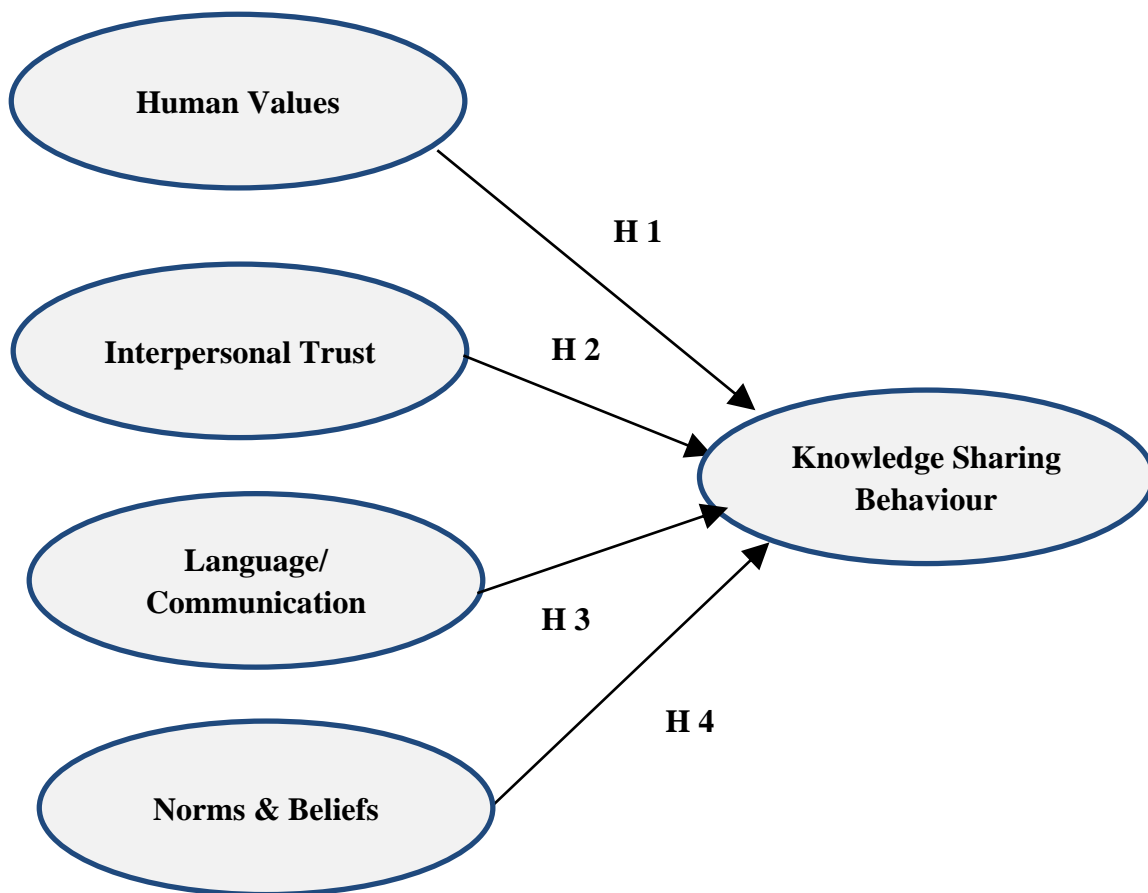 Human Values
H 1
Interpersonal Trust
H 2
Knowledge Sharing
Behaviour
Language/
Communication
H 3
H 4
Norms & Beliefs